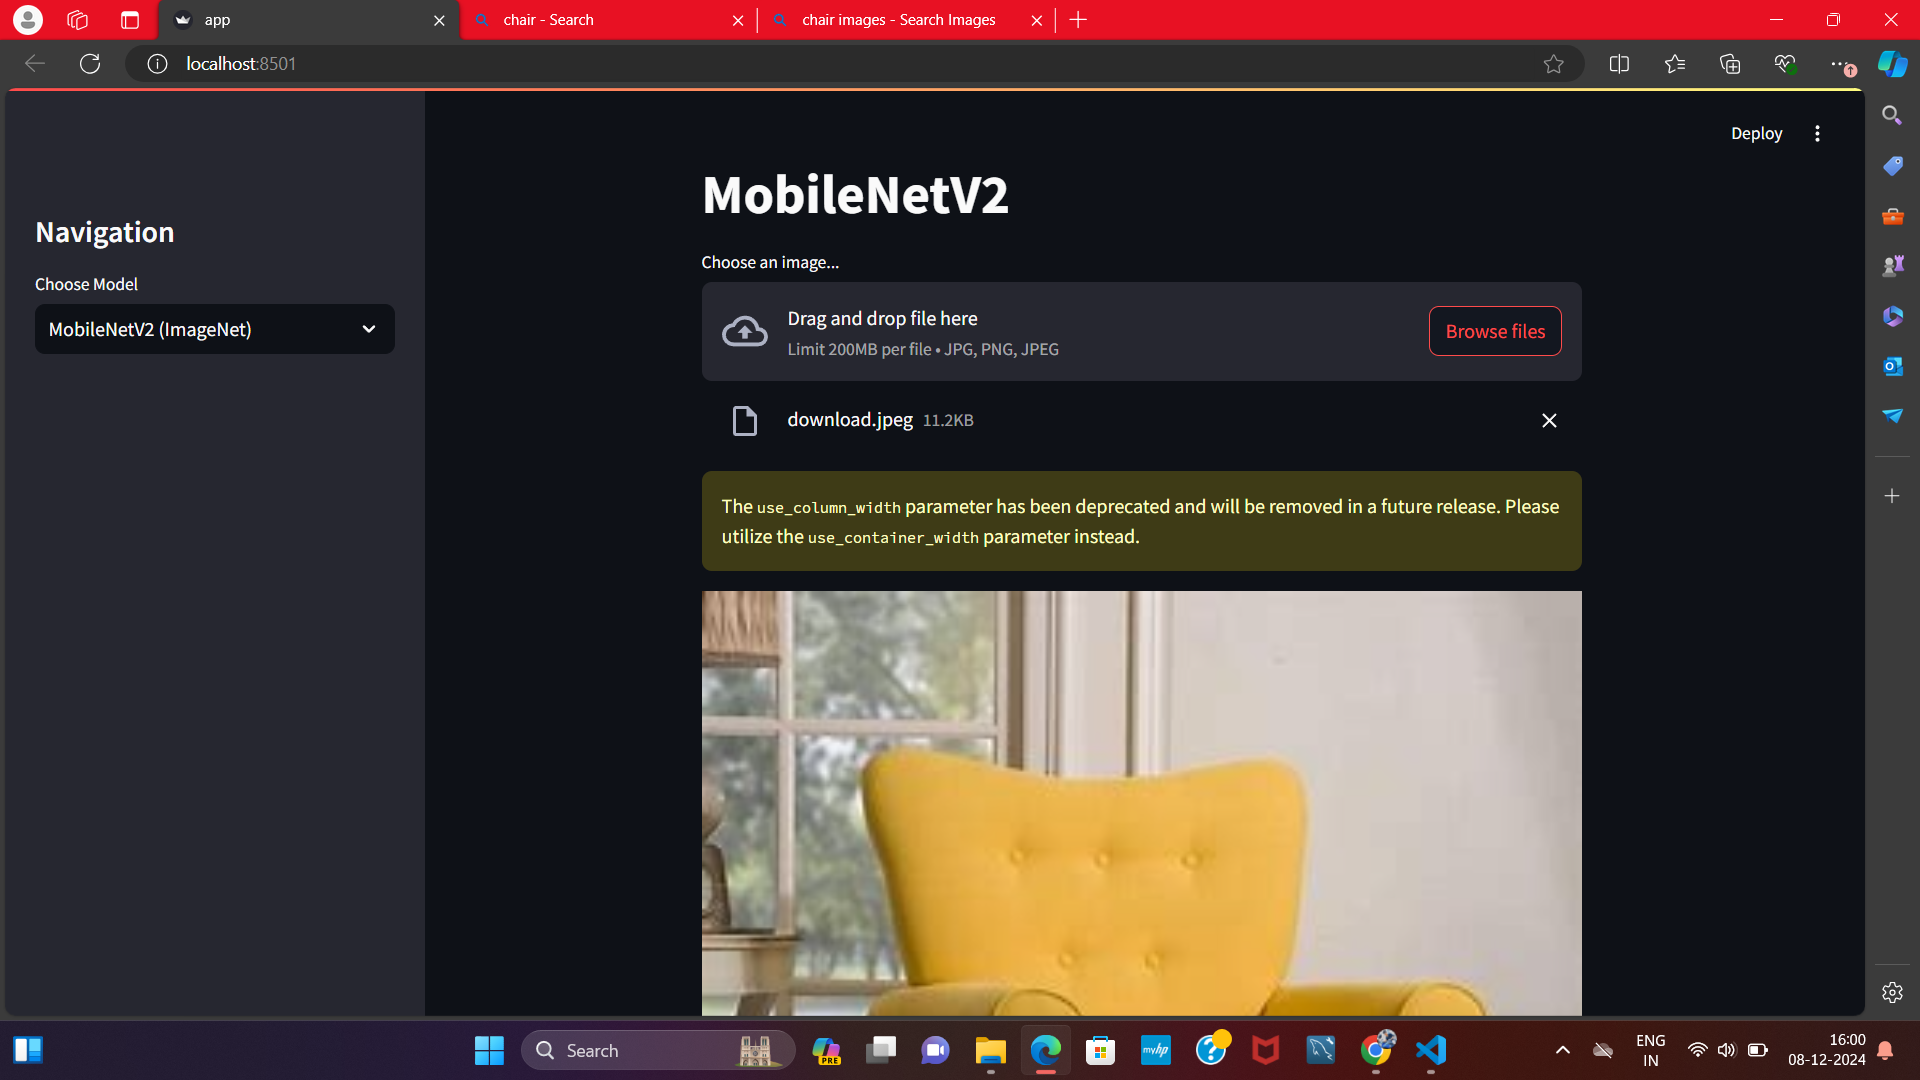 app
chair - Search
chair images - Search Images
localhost:8501
Deploy
Navigation
Choose Model
MobileNetV2 (ImageNet)
MobileNetV2
Choose an image...
Drag and drop file here
Limit 200MB per file • JPG, PNG, JPEG
Browse files
download.jpeg 11.2KB
The use_column_width parameter has been deprecated and will be removed in a future release. Please
utilize the use_container_width parameter instead.
Search
PRE
myhp
ENG
IN
16:00
08-12-2024